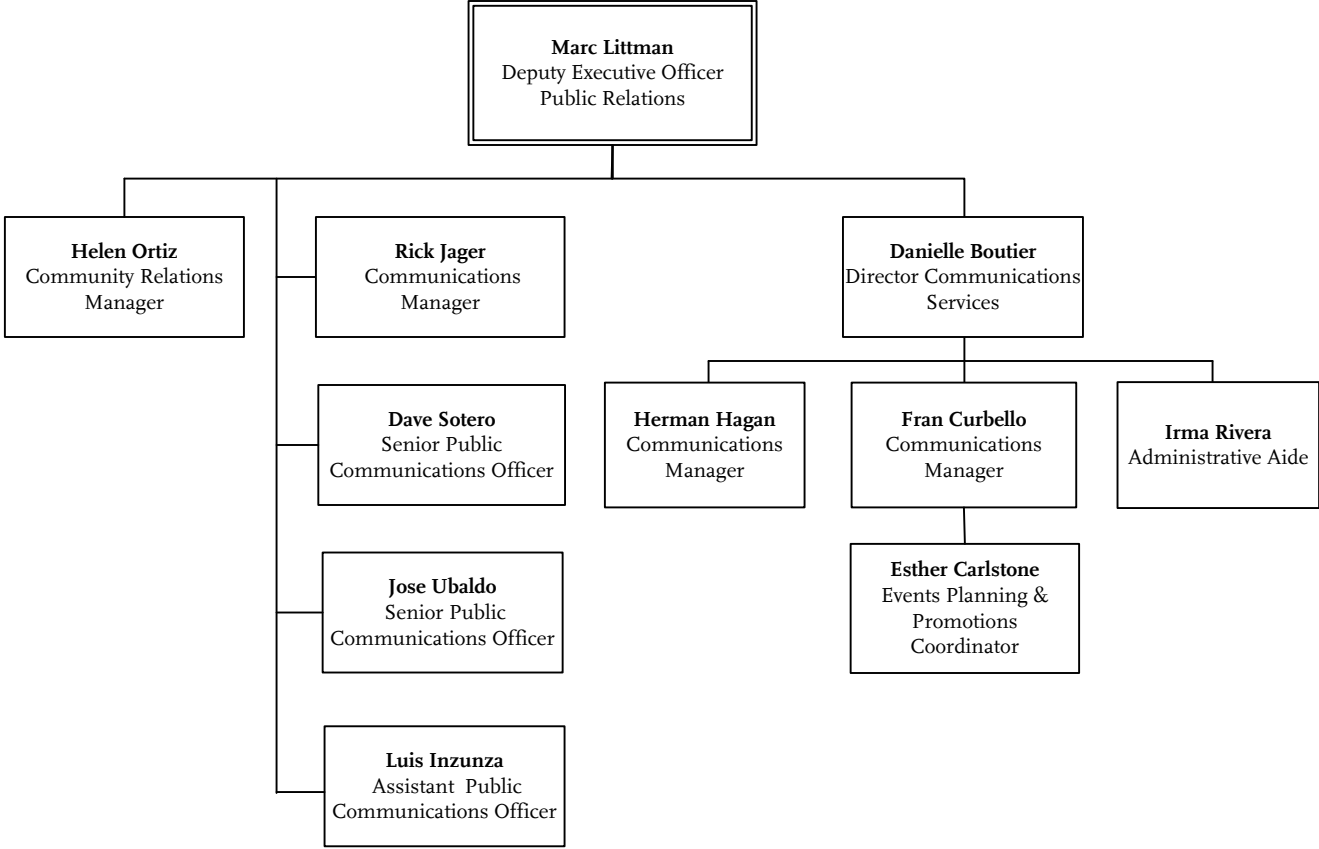 Marc Littman
Deputy Executive Officer
Public Relations
Helen Ortiz
Community Relations
Manager
Rick Jager
Communications
Manager
Danielle Boutier
Director Communications
Services
Dave Sotero
Senior Public
Communications Officer
Herman Hagan
Communications
Manager
Fran Curbello
Communications
Manager
Irma Rivera
Administrative Aide
Jose Ubaldo
Senior Public
Communications Officer
Esther Carlstone
Events Planning &
Promotions
Coordinator
Luis Inzunza
Assistant  Public
Communications Officer